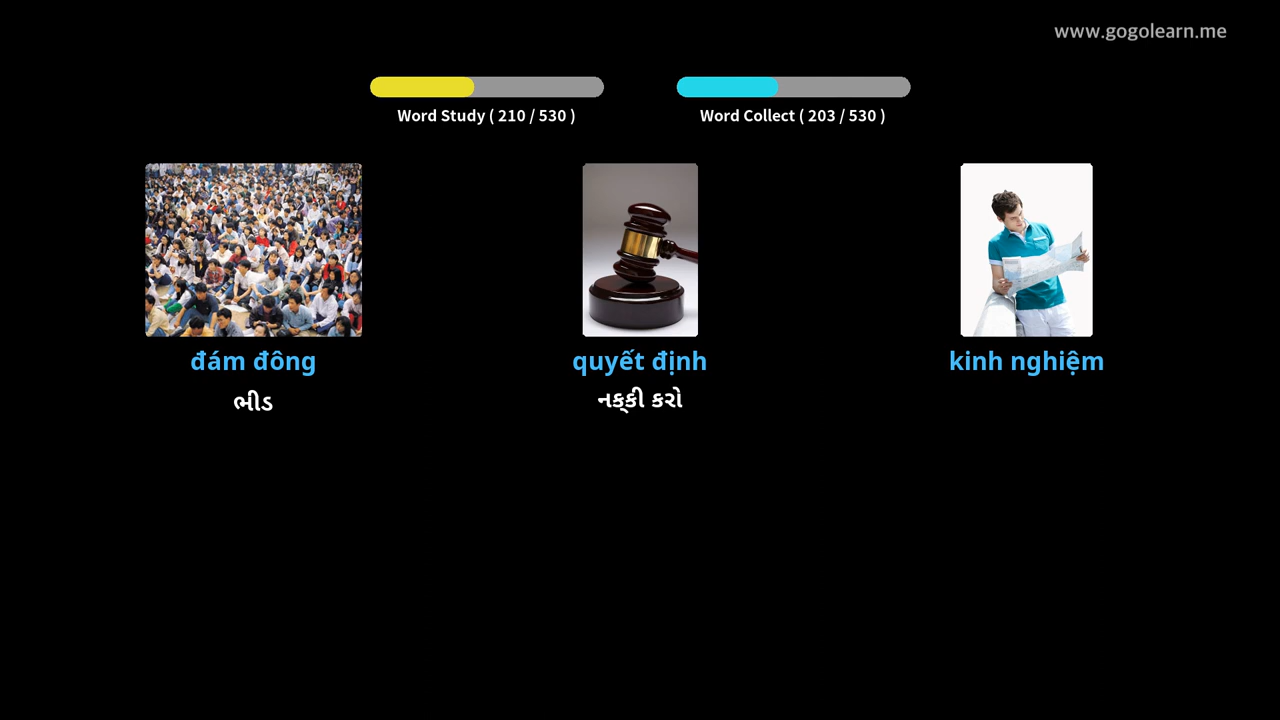 www.gogolearn.me
Word Study ( 210 / 530 )
Word Collect ( 203 / 530 )
đám đông
quyết định
kinh nghiệm
ભીડ
નક્કી કરો